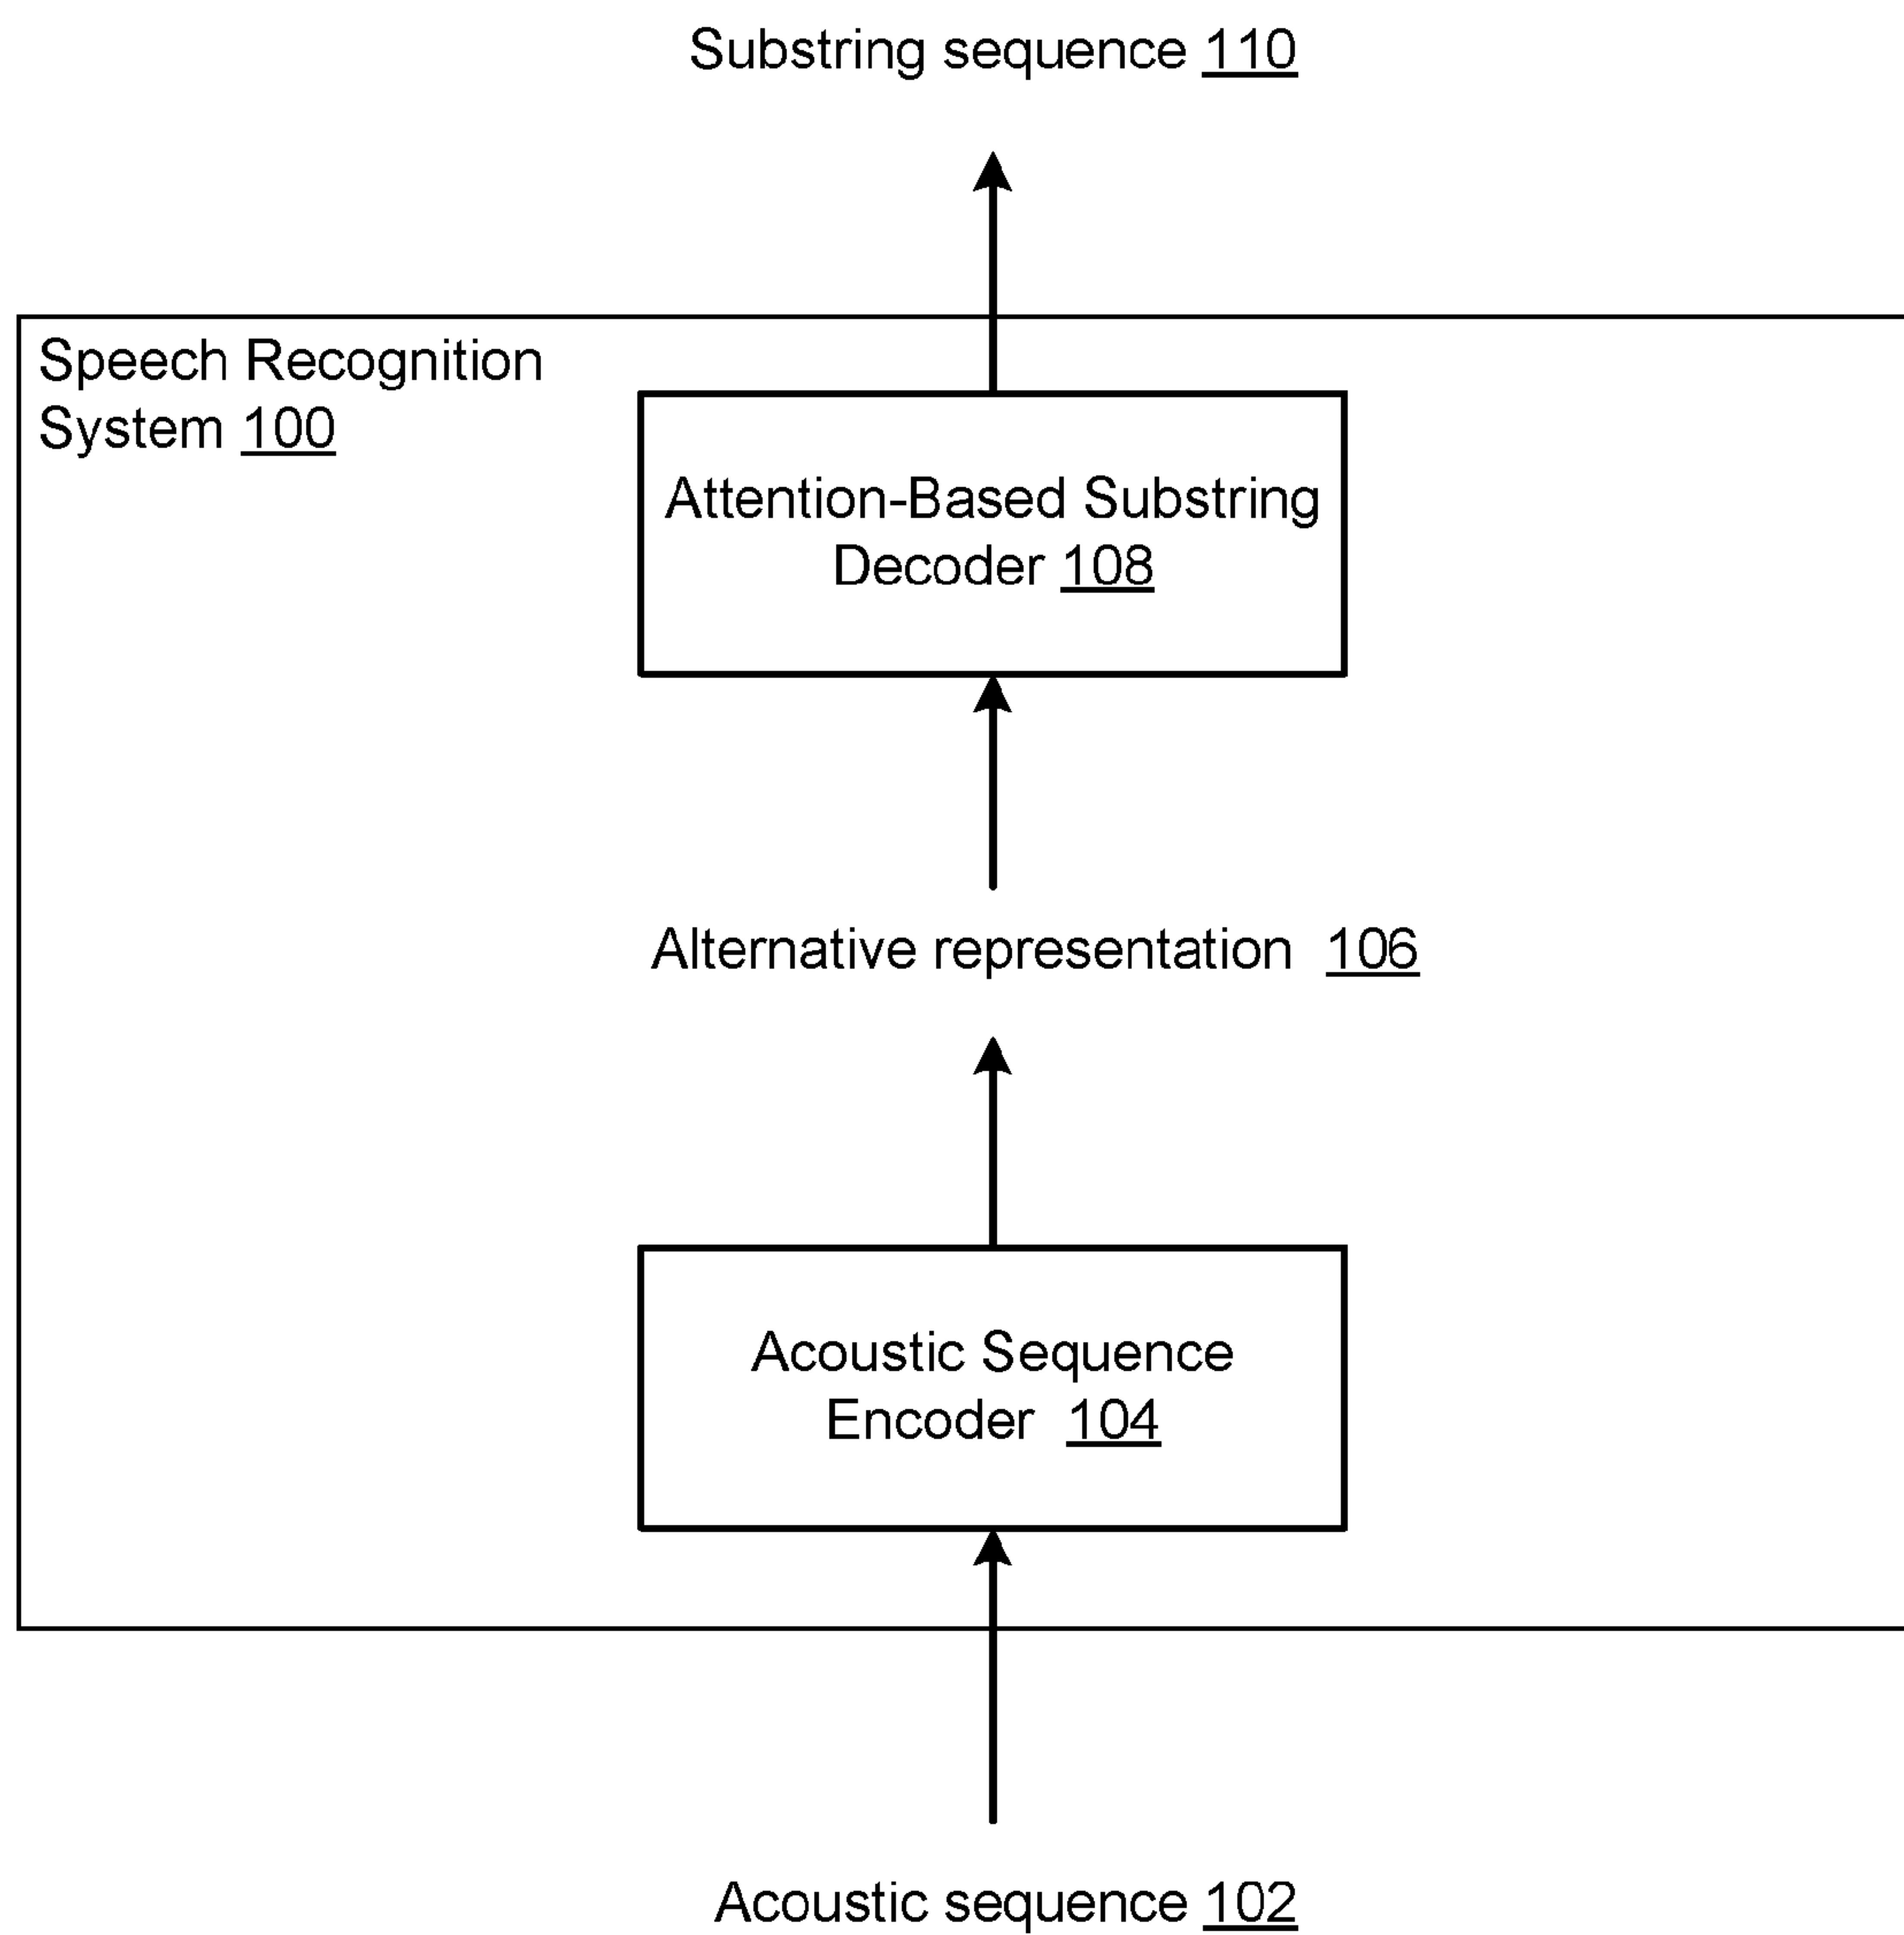 Substring sequence 110
Speech Recognition
System 100
Attention-Based Substring
Decoder 108
Alternative representation 106
Acoustic Sequence
Encoder 104
Acoustic sequence 102